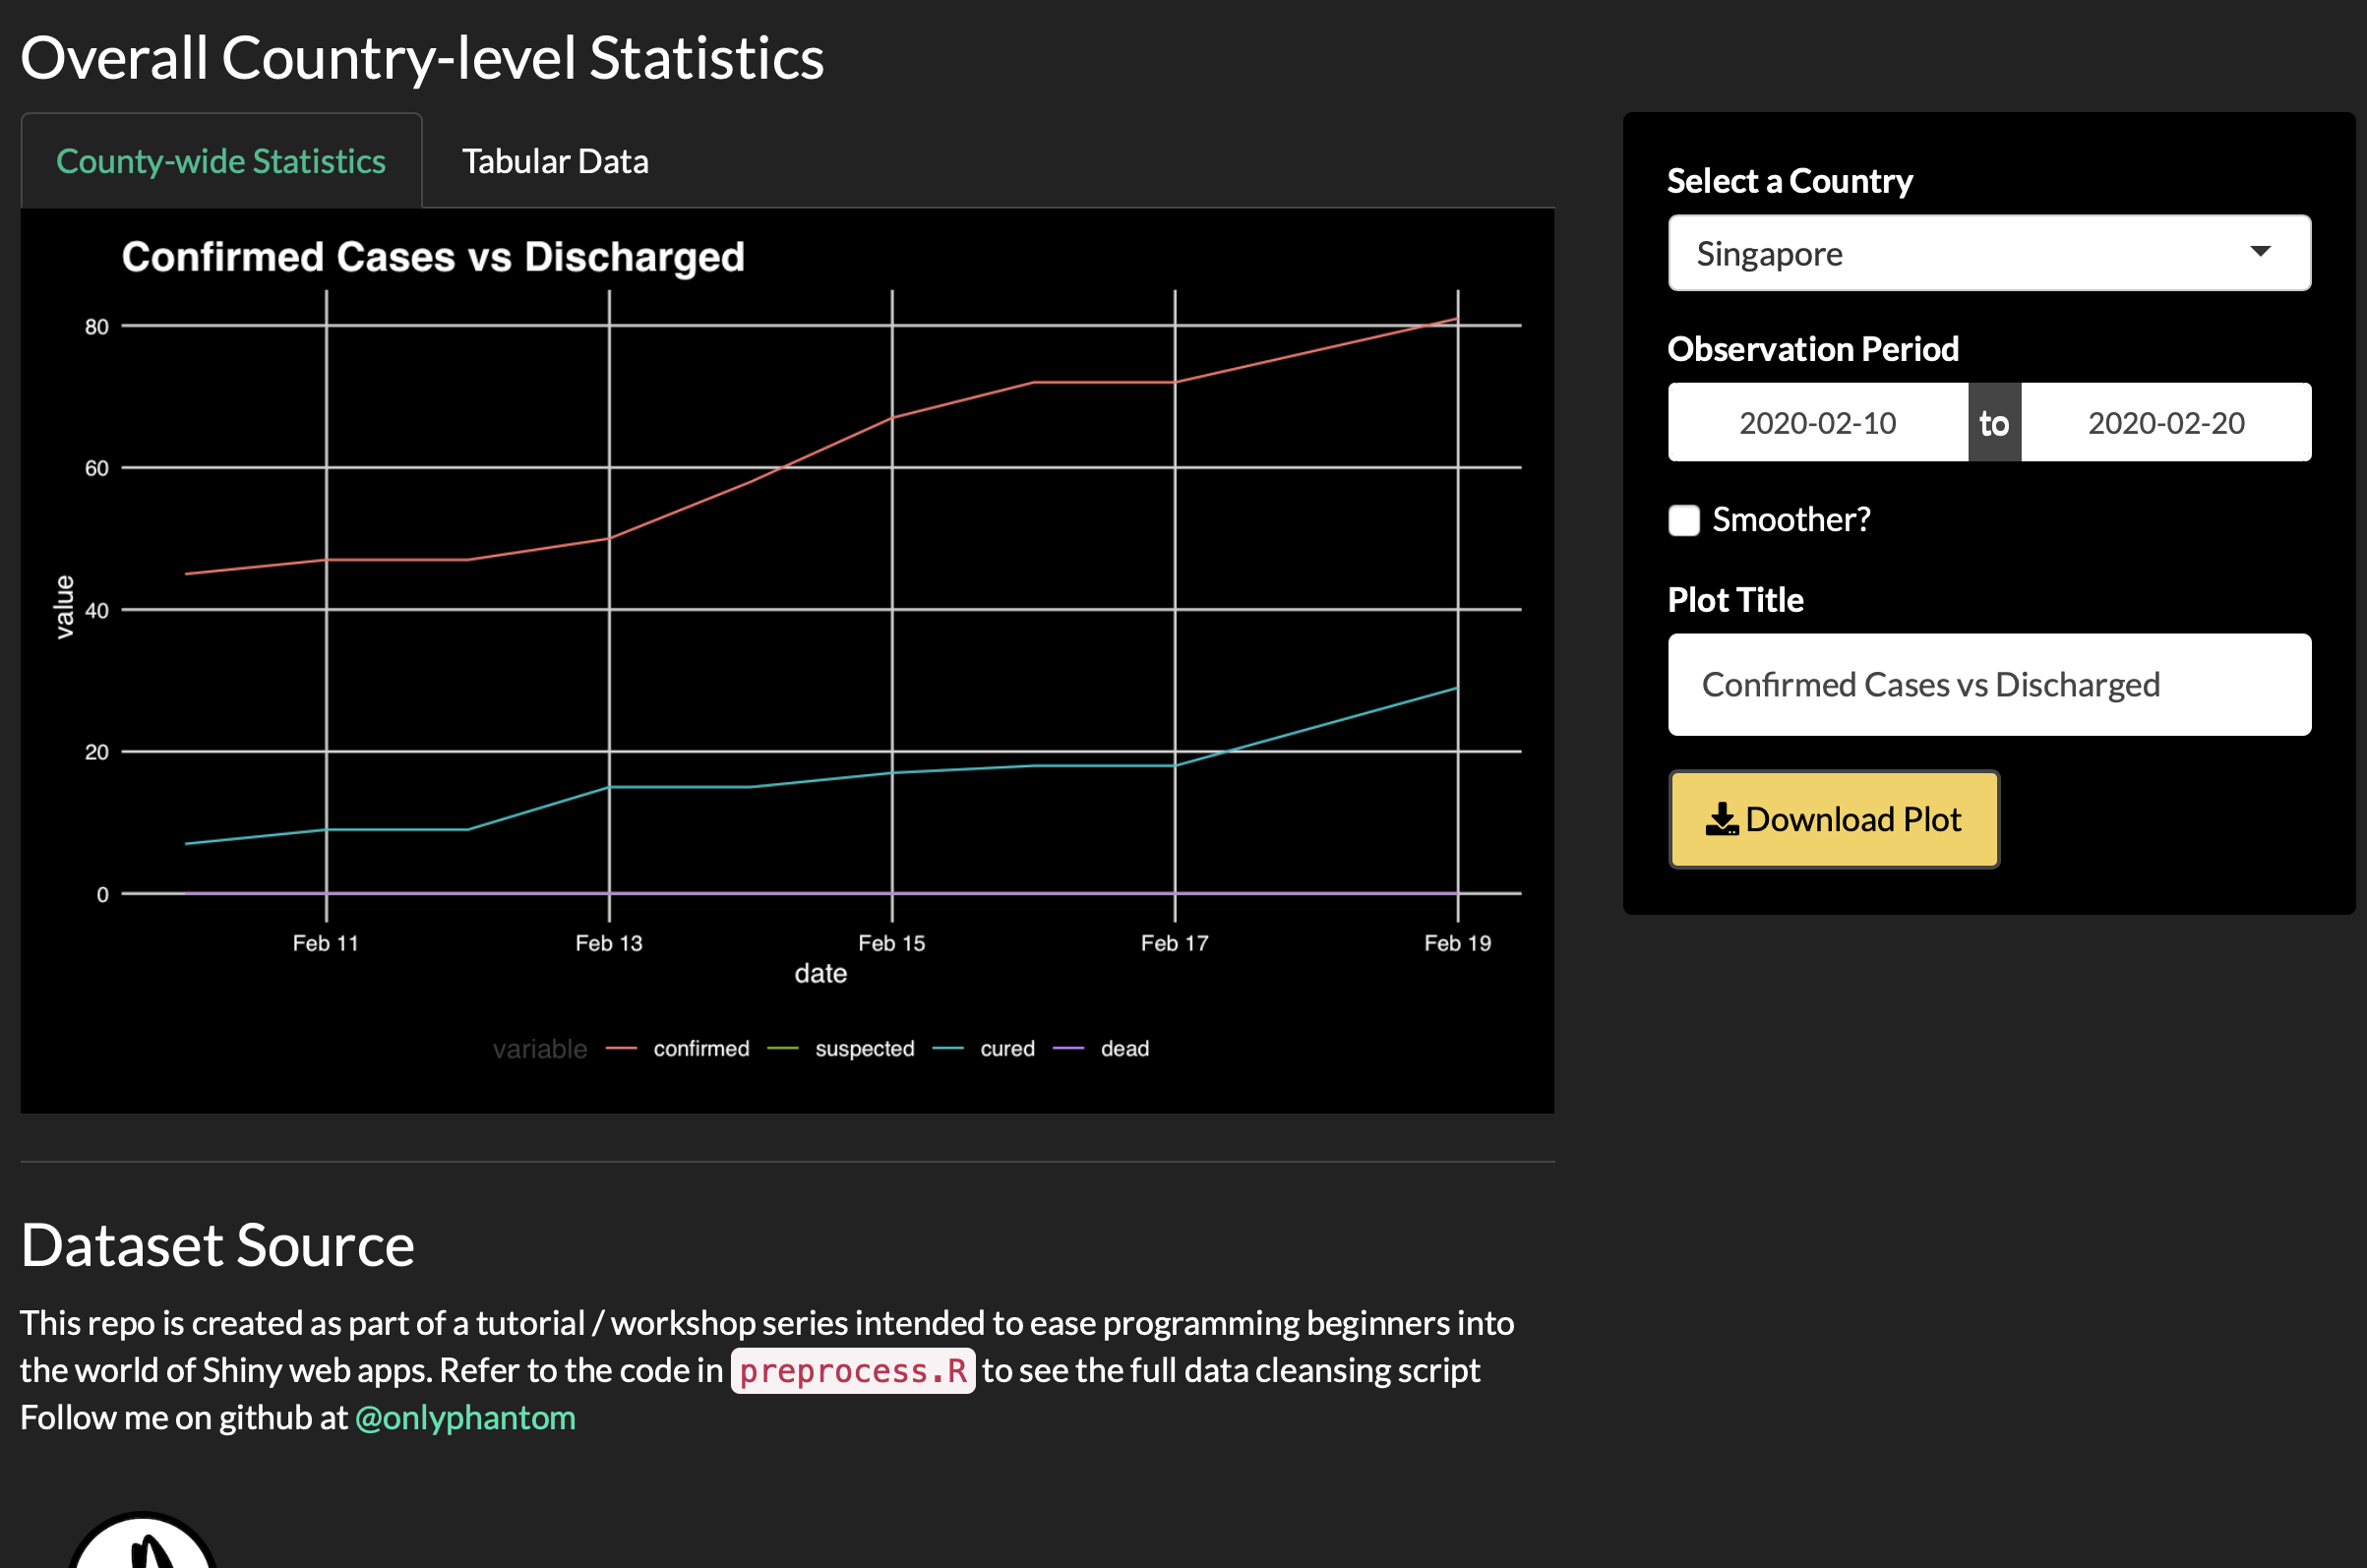 Overall Country-level Statistics
County-wide Statistics
Tabular Data
Confirmed Cases vs Discharged
80
60
40
20
0
value
Feb 11
Feb 13
Feb 15
Feb 17
Feb 19
date
variable
confirmed
suspected
cured
dead
Select a Country
Singapore
Observation Period
2020-02-10 to 2020-02-20
Smoother?
Plot Title
Confirmed Cases vs Discharged
Download Plot
Dataset Source
This repo is created as part of a tutorial / workshop series intended to ease programming beginners into
the world of Shiny web apps. Refer to the code in preprocess.R to see the full data cleansing script
Follow me on github at @onlyphantom